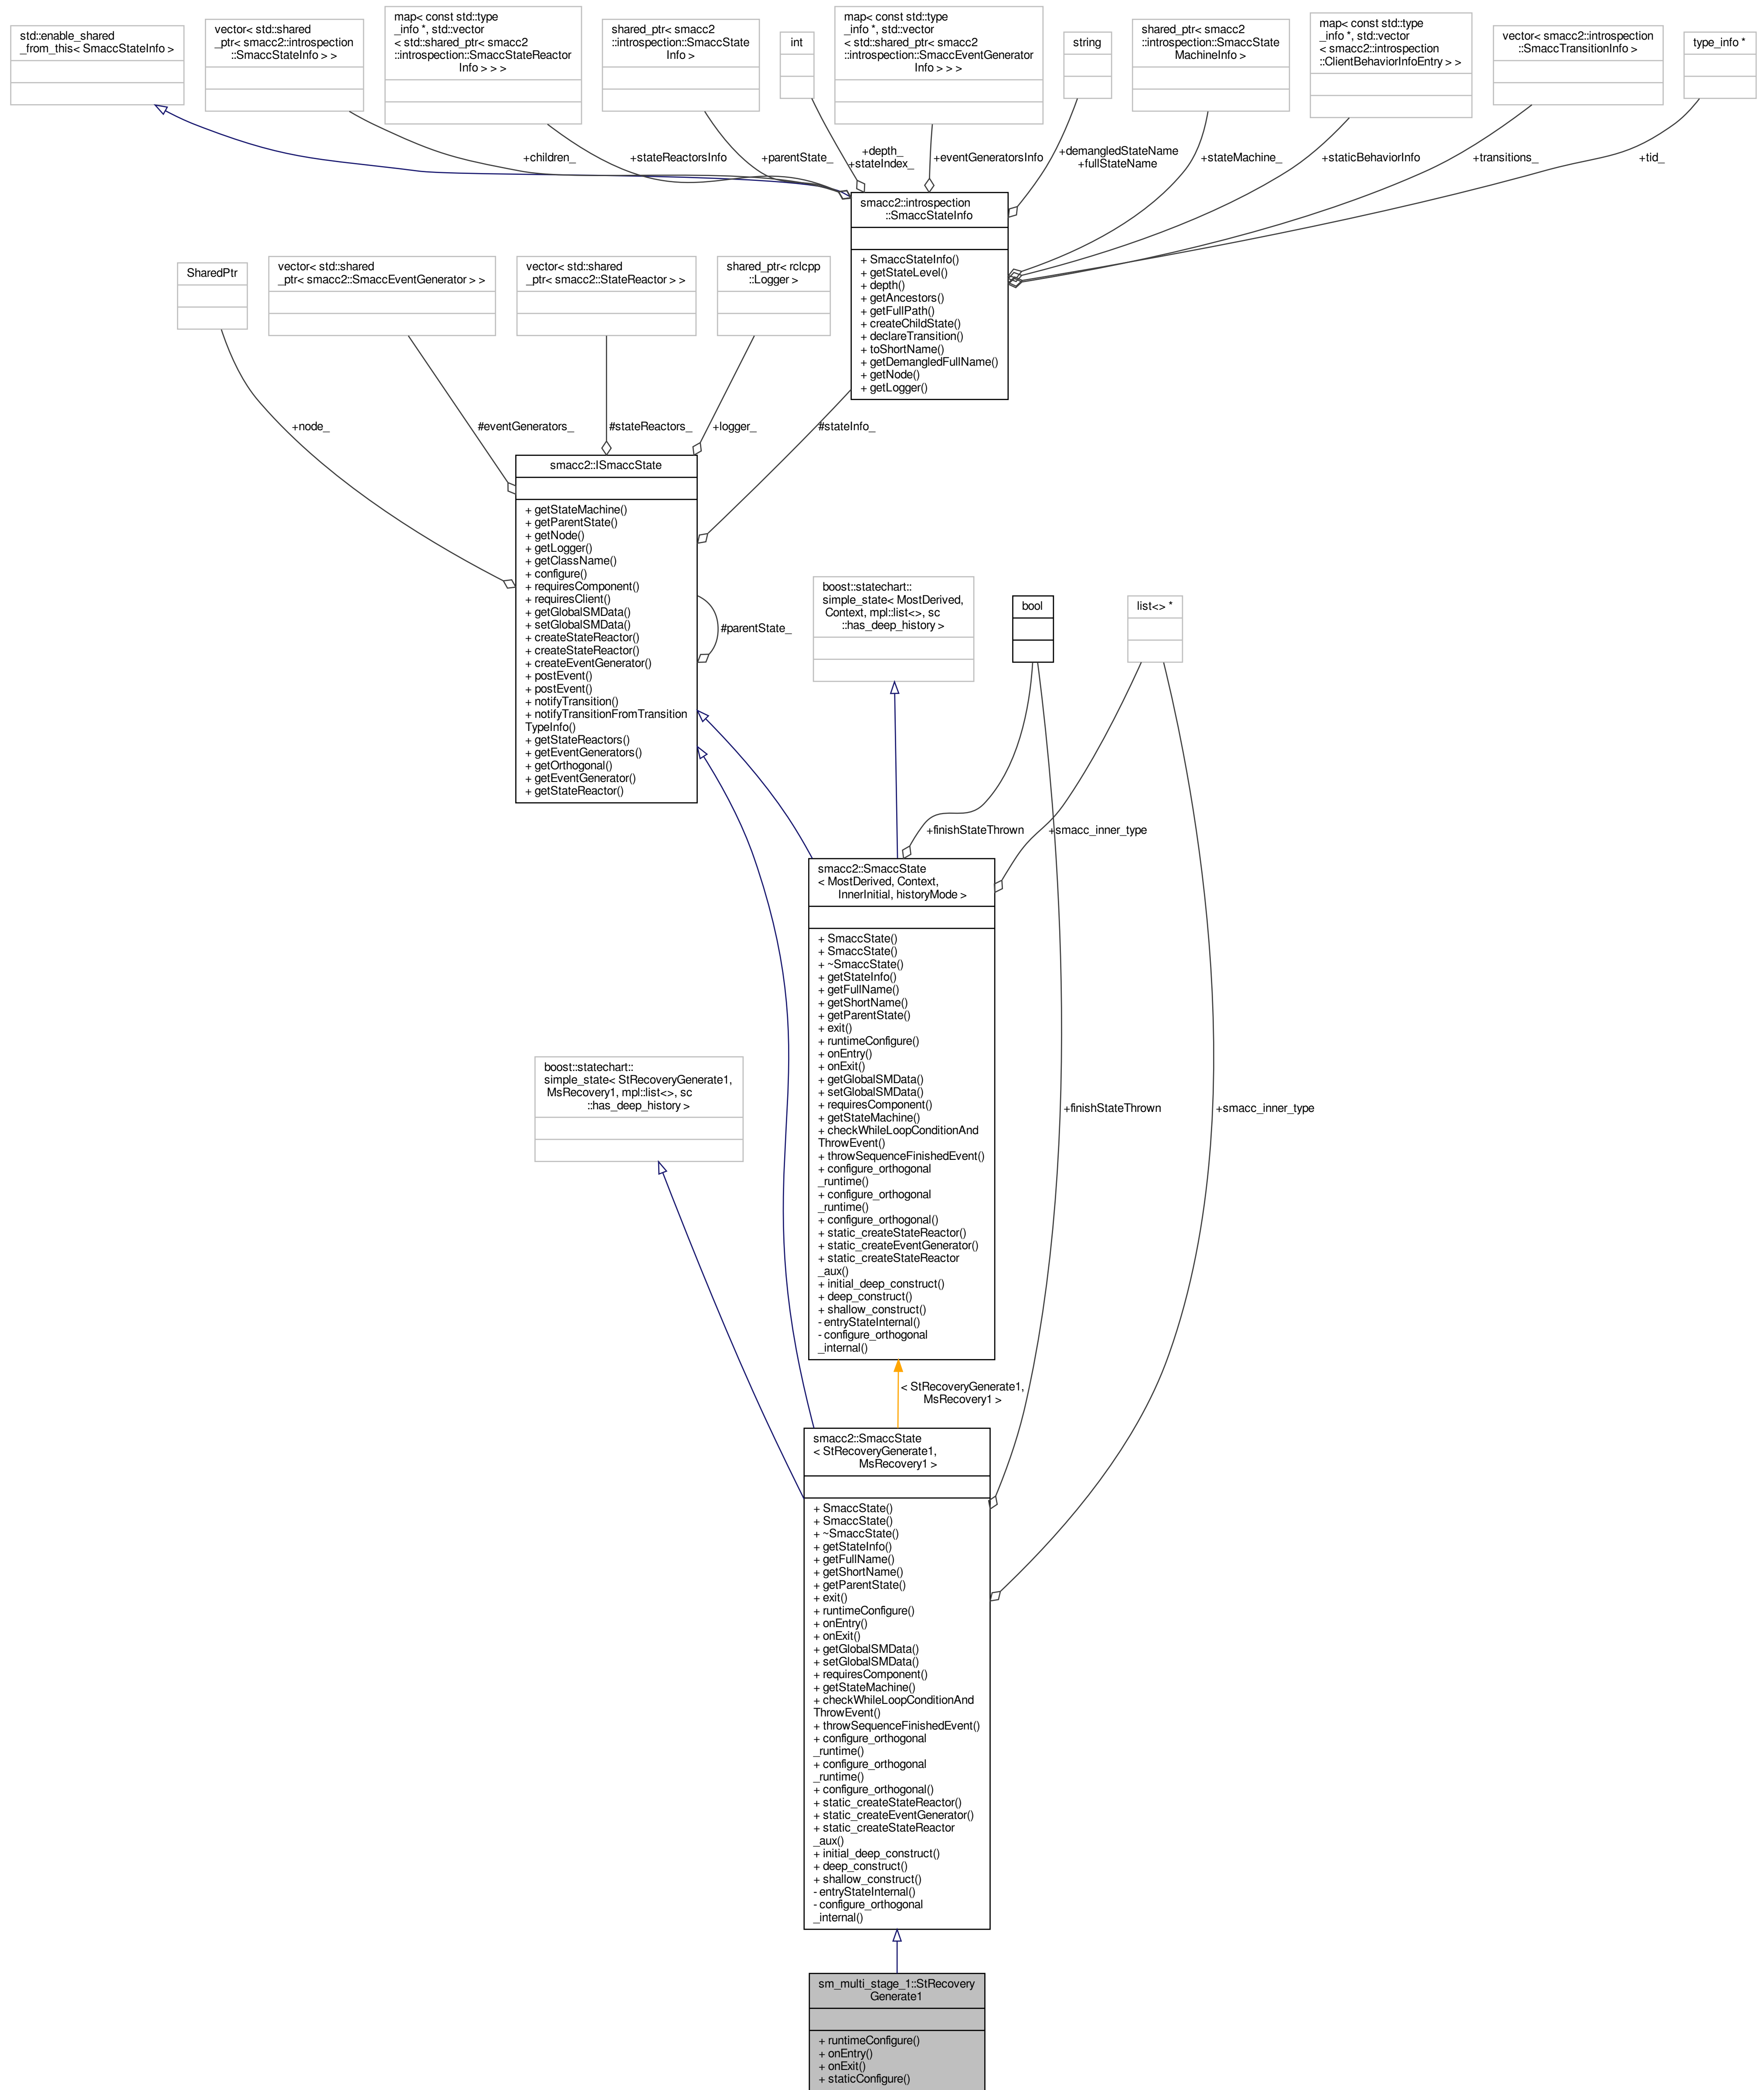 std::enable_shared
_from_this< SmaccStateInfo >
vector< std::shared
_ptr< smacc2::introspection
::SmaccStateInfo > >
map< const std::type
_info *, std::vector
< std::shared_ptr< smacc2
::introspection::SmaccStateReactor
Info > > >
shared_ptr< smacc2
::introspection::SmaccState
Info >
int
map< const std::type
_info *, std::vector
< std::shared_ptr< smacc2
::introspection::SmaccEventGenerator
Info > > >
string
shared_ptr< smacc2
::introspection::SmaccState
MachineInfo >
map< const std::type
_info *, std::vector
< smacc2::introspection
::ClientBehaviorInfoEntry > >
vector< smacc2::introspection
::SmaccTransitionInfo >
type_info *
+children_
+stateReactorsInfo
+parentState_
+depth_
+stateIndex_
+eventGeneratorsInfo
+demangledStateName
+fullStateName
+stateMachine_
+staticBehaviorInfo
+transitions_
+tid_
smacc2::introspection
::SmaccStateInfo
+ SmaccStateInfo()
+ getStateLevel()
+ depth()
+ getAncestors()
+ getFullPath()
+ createChildState()
+ declareTransition()
+ toShortName()
+ getDemangledFullName()
+ getNode()
+ getLogger()
SharedPtr
vector< std::shared
_ptr< smacc2::SmaccEventGenerator > >
vector< std::shared
_ptr< smacc2::StateReactor > >
shared_ptr< rclcpp
::Logger >
+node_
#eventGenerators_
#stateReactors_
+logger_
#stateInfo_
smacc2::ISmaccState
+ getStateMachine()
+ getParentState()
+ getNode()
+ getLogger()
+ getClassName()
+ configure()
+ requiresComponent()
+ requiresClient()
+ getGlobalSMData()
+ setGlobalSMData()
+ createStateReactor()
+ createStateReactor()
+ createEventGenerator()
+ postEvent()
+ postEvent()
+ notifyTransition()
+ notifyTransitionFromTransition
TypeInfo()
+ getStateReactors()
+ getEventGenerators()
+ getOrthogonal()
+ getEventGenerator()
+ getStateReactor()
#parentState_
boost::statechart::
simple_state< MostDerived,
Context, mpl::list<>, sc
::has_deep_history >
bool
list<> *
+finishStateThrown
+smacc_inner_type
smacc2::SmaccState
< MostDerived, Context,
InnerInitial, historyMode >
+ SmaccState()
+ SmaccState()
+ ~SmaccState()
+ getStateInfo()
+ getFullName()
+ getShortName()
+ getParentState()
+ exit()
+ runtimeConfigure()
+ onEntry()
+ onExit()
+ getGlobalSMData()
+ setGlobalSMData()
+ requiresComponent()
+ getStateMachine()
+ checkWhileLoopConditionAnd
ThrowEvent()
+ throwSequenceFinishedEvent()
+ configure_orthogonal
_runtime()
+ configure_orthogonal
_runtime()
+ configure_orthogonal()
+ static_createStateReactor()
+ static_createEventGenerator()
+ static_createStateReactor
_aux()
+ initial_deep_construct()
+ deep_construct()
+ shallow_construct()
- entryStateInternal()
- configure_orthogonal
_internal()
boost::statechart::
simple_state< StRecoveryGenerate1,
MsRecovery1, mpl::list<>, sc
::has_deep_history >
+finishStateThrown
+smacc_inner_type
< StRecoveryGenerate1,
MsRecovery1 >
smacc2::SmaccState
< StRecoveryGenerate1,
MsRecovery1 >
+ SmaccState()
+ SmaccState()
+ ~SmaccState()
+ getStateInfo()
+ getFullName()
+ getShortName()
+ getParentState()
+ exit()
+ runtimeConfigure()
+ onEntry()
+ onExit()
+ getGlobalSMData()
+ setGlobalSMData()
+ requiresComponent()
+ getStateMachine()
+ checkWhileLoopConditionAnd
ThrowEvent()
+ throwSequenceFinishedEvent()
+ configure_orthogonal
_runtime()
+ configure_orthogonal
_runtime()
+ configure_orthogonal()
+ static_createStateReactor()
+ static_createEventGenerator()
+ static_createStateReactor
_aux()
+ initial_deep_construct()
+ deep_construct()
+ shallow_construct()
- entryStateInternal()
- configure_orthogonal
_internal()
sm_multi_stage_1::StRecovery
Generate1
+ runtimeConfigure()
+ onEntry()
+ onExit()
+ staticConfigure()